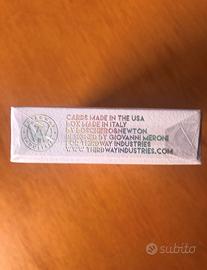 CARDS MADE IN THE USA
BOX MADE IN ITALY
BY BOSCHIERO&NEWTON
DESIGNED BY GIOVANNI MERONI
FOR THIRDWAY INDUSTRIES
WWW.THIRDWAYINDUSTRIES.COM
subito